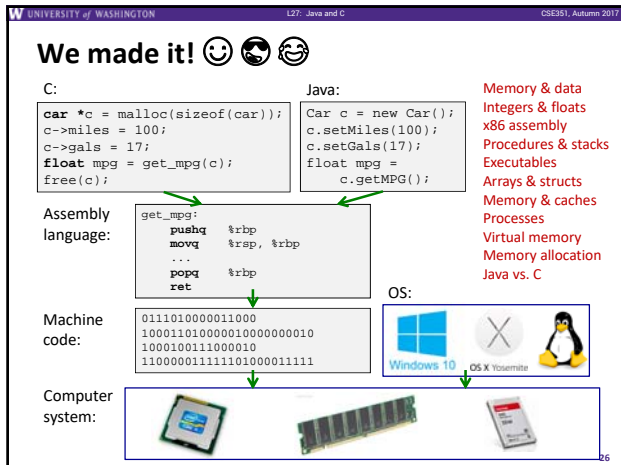 W UNIVERSITY of WASHINGTON
L27: Java and C
CSE351, Autumn 2017
We made it! ☺ 😎 😂
C:
car *c = malloc(sizeof(car));
c->miles = 100;
c->gals = 17;
float mpg = get_mpg(c);
free(c);
Java:
Car c = new Car();
c.setMiles(100);
c.setGals(17);
float mpg =
c.getMPG();
Memory & data
Integers & floats
x86 assembly
Procedures & stacks
Executables
Arrays & structs
Memory & caches
Processes
Virtual memory
Memory allocation
Java vs. C
Assembly
language:
get_mpg:
pushq %rbp
movq %rsp, %rbp
...
popq %rbp
ret
OS:
Windows 10
OS X Yosemite
Machine
code:
0111010000011000
100011010000010000000010
1000100111000010
110000011111101000011111
Computer
system:
26